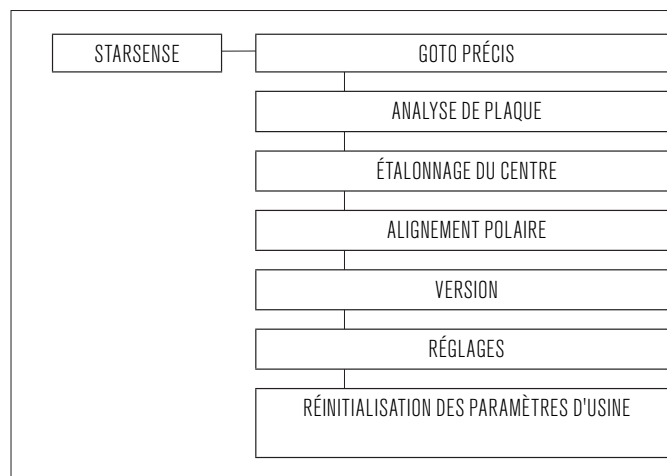 STARSENSE
GOTO PRÉCIS
ANALYSE DE PLAQUE
ÉTALONNAGE DU CENTRE
ALIGNEMENT POLAIRE
VERSION
RÉGLAGES
RÉINITIALISATION DES PARAMÈTRES D'USINE